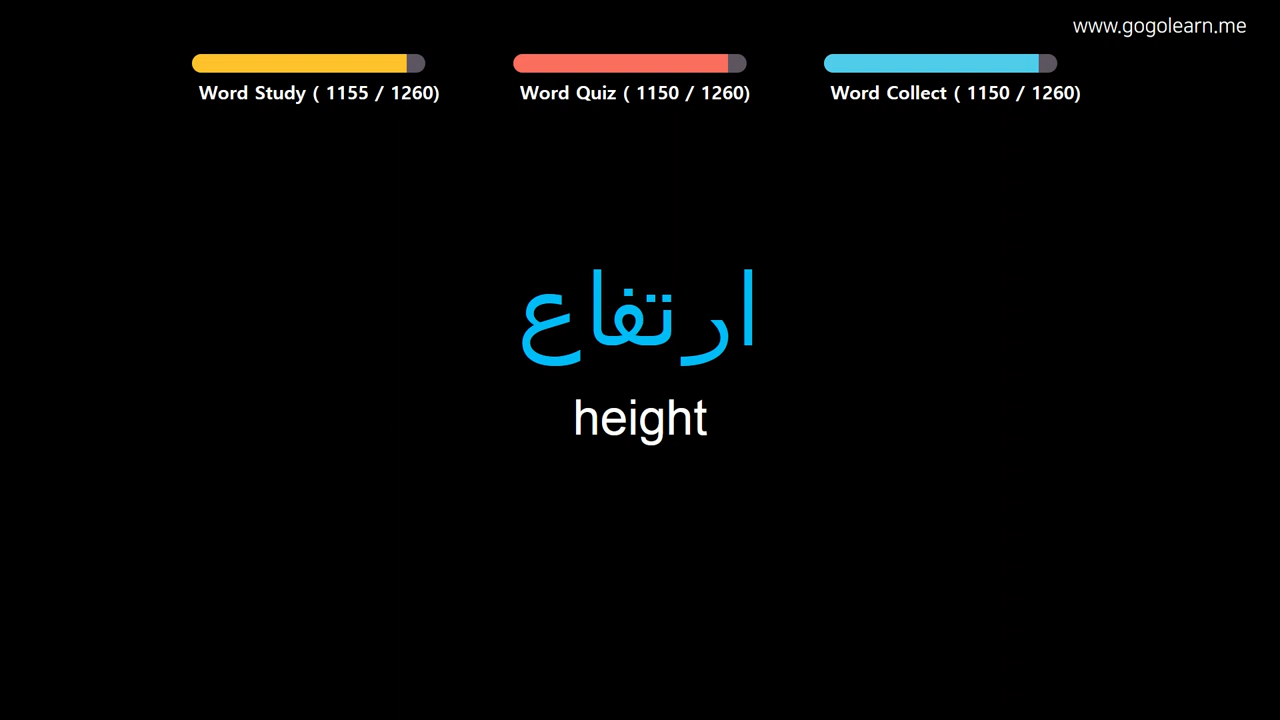 www.gogolearn.me
Word Study ( 1155 / 1260)
Word Quiz ( 1150 / 1260)
Word Collect ( 1150 / 1260)
ارتفاع
height